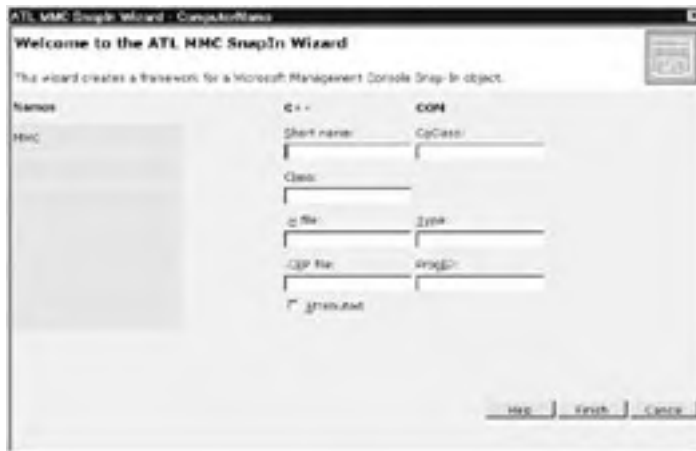 ATL MMC SnapIn Wizard - ComputerName
Welcome to the ATL MMC SnapIn Wizard
This wizard creates a framework for a Microsoft Management Console Snap-In object.
Names
MMC
C++
COM
Short name:
CoClass:
Class:
.H file:
Type:
.CPP file:
ProgID:
Attributed
Help
Finish
Cancel